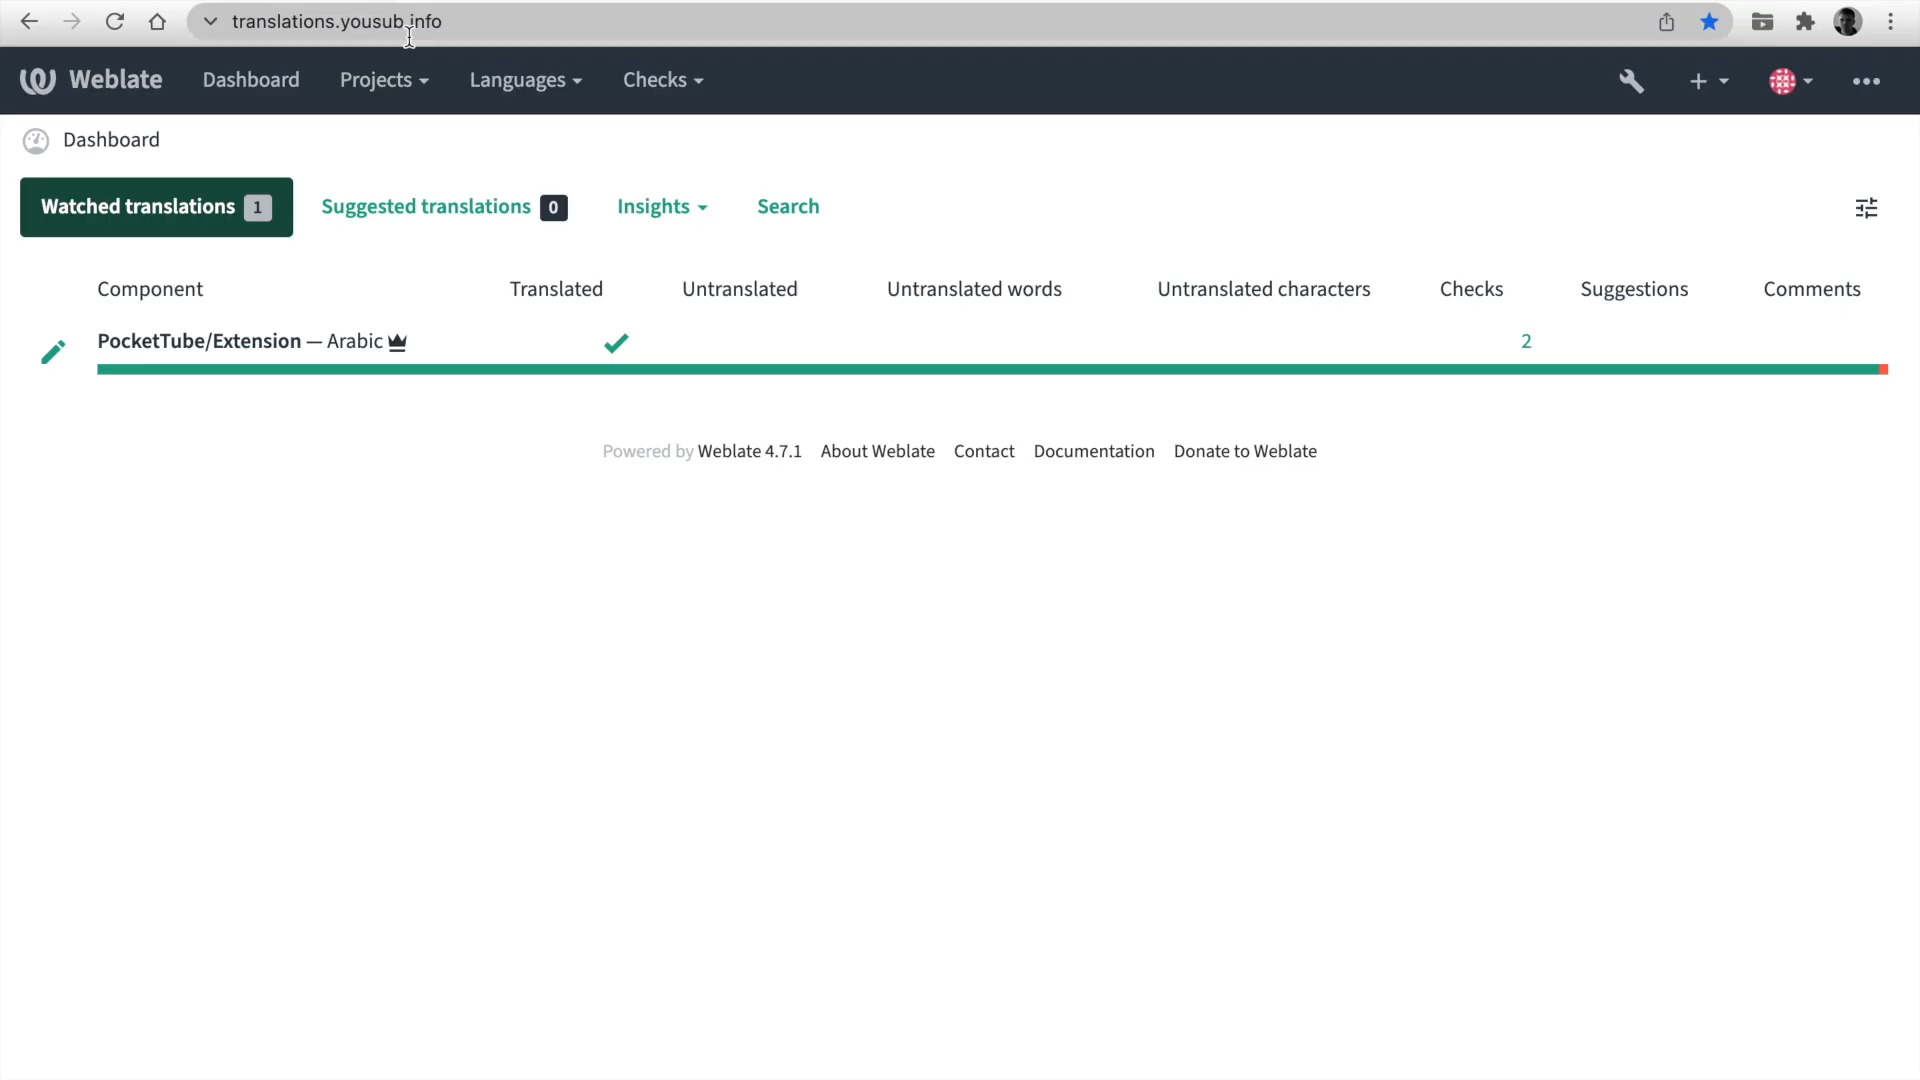 translations.yousub.info
Weblate Dashboard Projects Languages Checks
Dashboard
Watched translations 1 Suggested translations 0 Insights Search
Component Translated Untranslated Untranslated words Untranslated characters Checks Suggestions Comments
PocketTube/Extension — Arabic 2
Powered by Weblate 4.7.1 About Weblate Contact Documentation Donate to Weblate